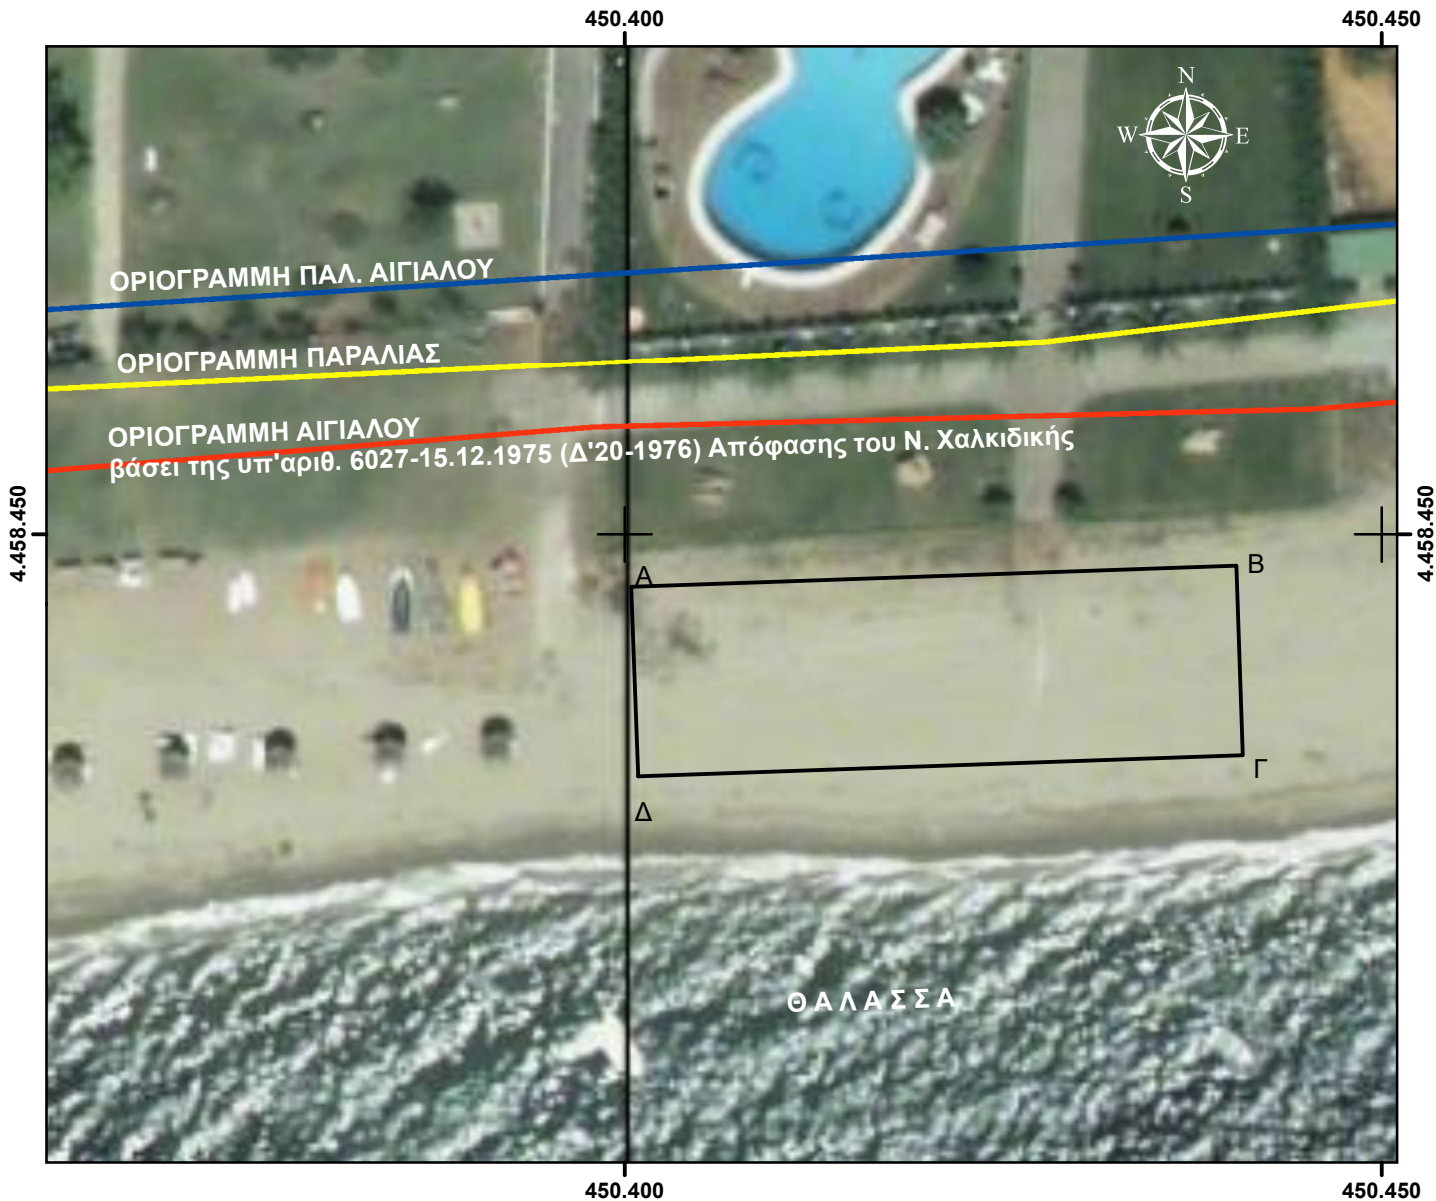 450.400
450.450
N
W E
S
ΟΡΙΟΓΡΑΜΜΗ ΠΑΛ. ΑΙΓΙΑΛΟΥ
ΟΡΙΟΓΡΑΜΜΗ ΠΑΡΑΛΙΑΣ
ΟΡΙΟΓΡΑΜΜΗ ΑΙΓΙΑΛΟΥ
βάσει της υπ'αριθ. 6027-15.12.1975 (Δ'20-1976) Απόφασης του Ν. Χαλκιδικής
4.458.450
4.458.450
Α
Β
Γ
Δ
ΘΑΛΑΣΣΑ
450.400
450.450